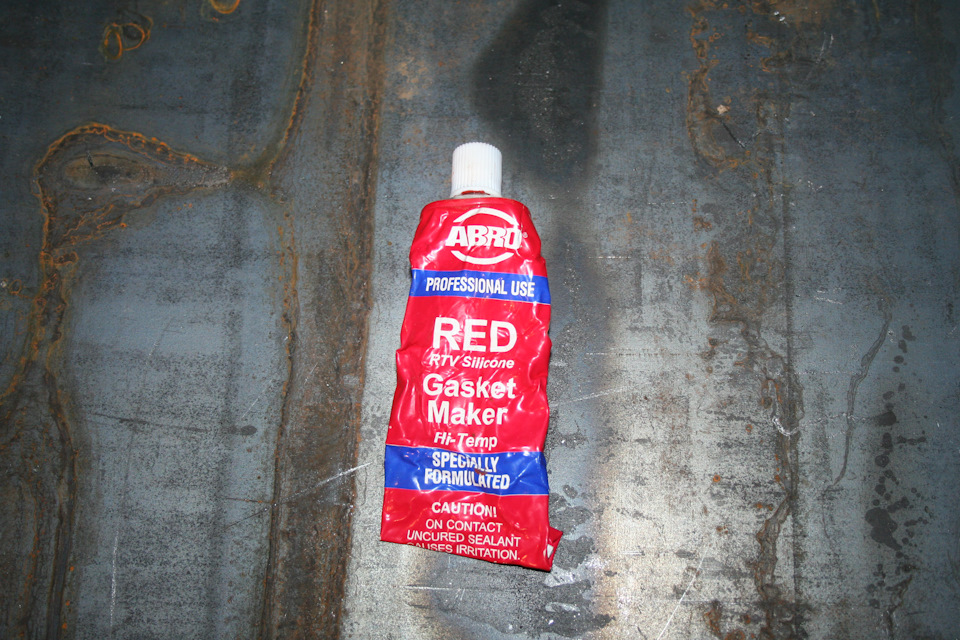 ABRO
PROFESSIONAL USE
RED
RTV Silicone
Gasket
Maker
Hi-Temp
SPECIALLY
FORMULATED
CAUTION!
ON CONTACT
UNCURED SEALANT
CAUSES IRRITATION.